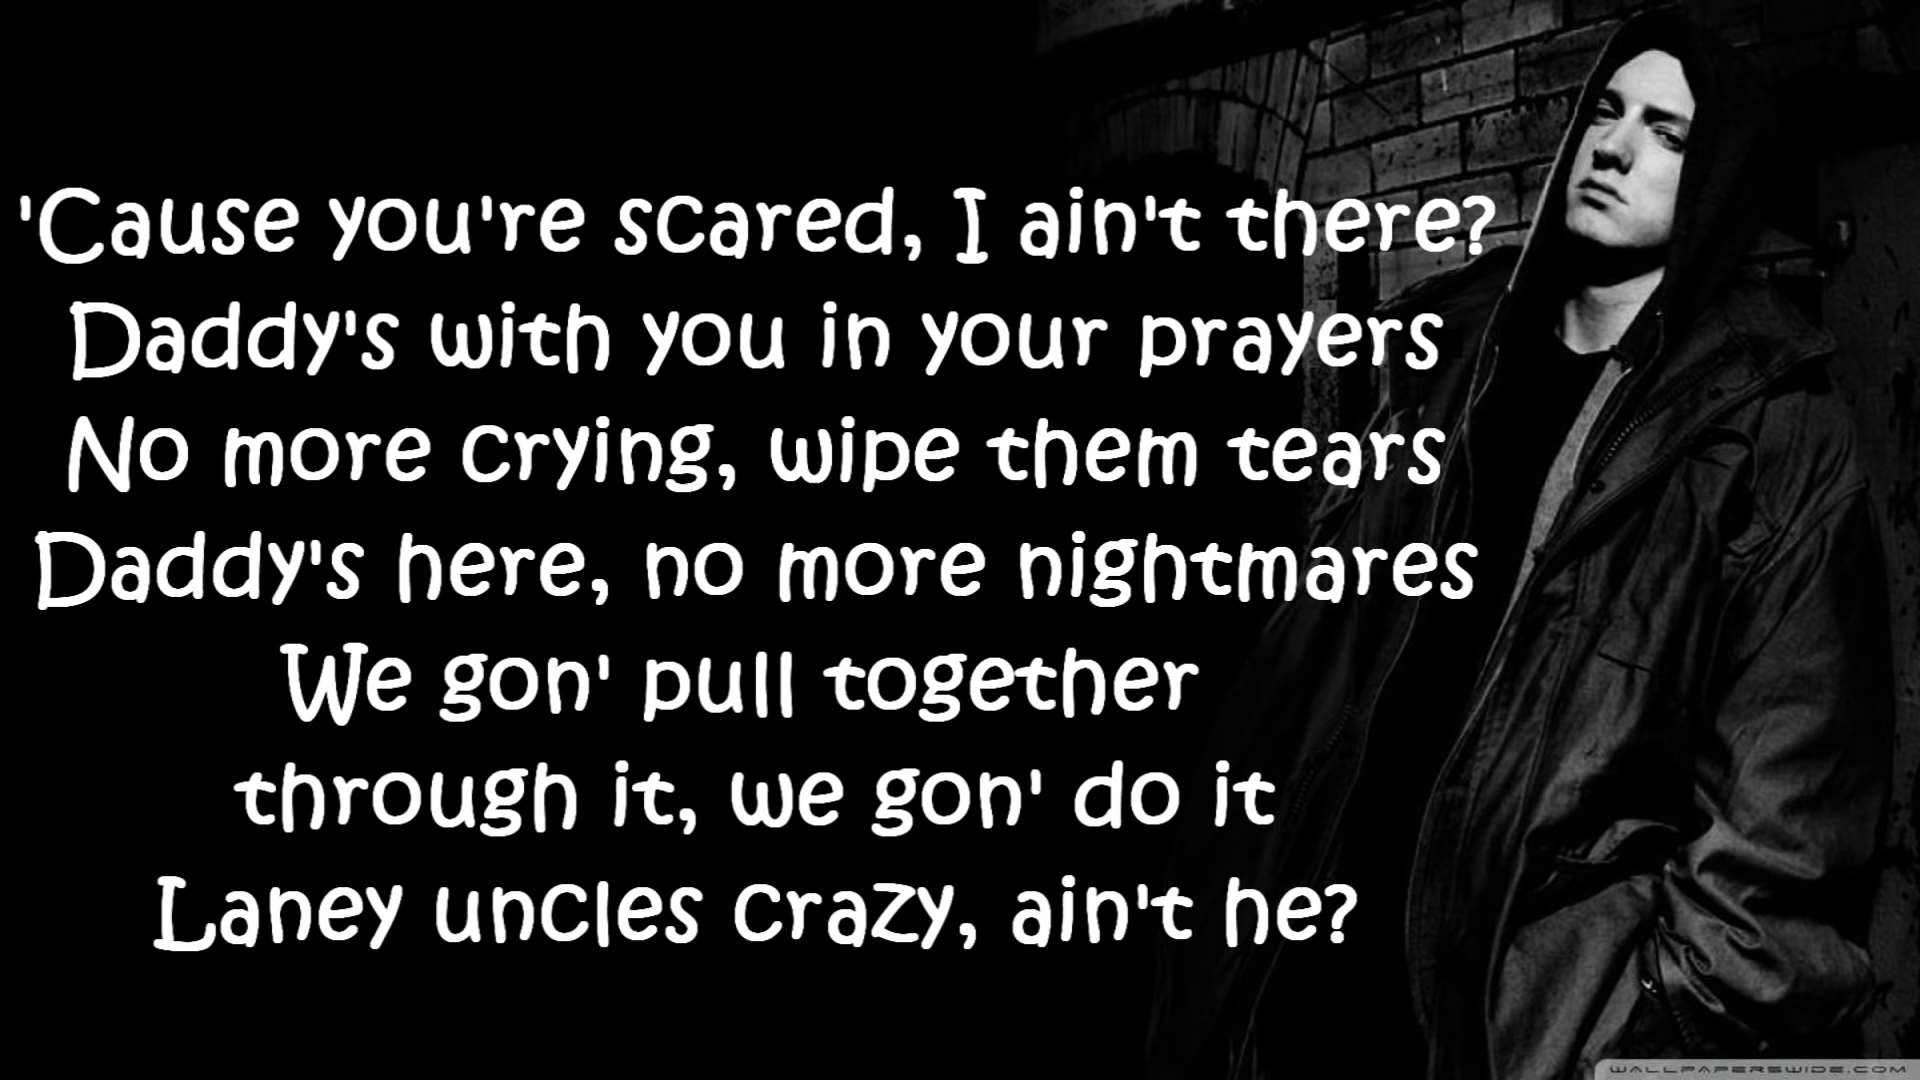 'Cause you're scared, I ain't there?
Daddy's with you in your prayers
No more crying, wipe them tears
Daddy's here, no more nightmares
We gon' pull together
through it, we gon' do it
Laney uncles crazy, ain't he?
WALLPAPERSWIDE.COM